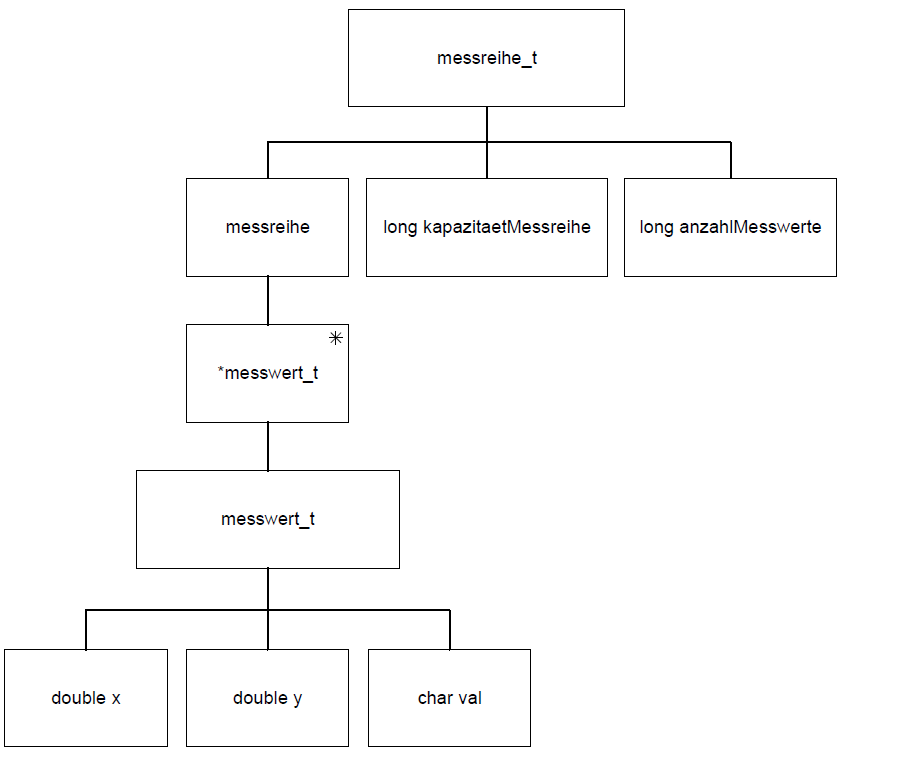 messreihe_t
messreihe
long kapazitaetMessreihe
long anzahlMesswerte
*messwert_t
messwert_t
double x
double y
char val